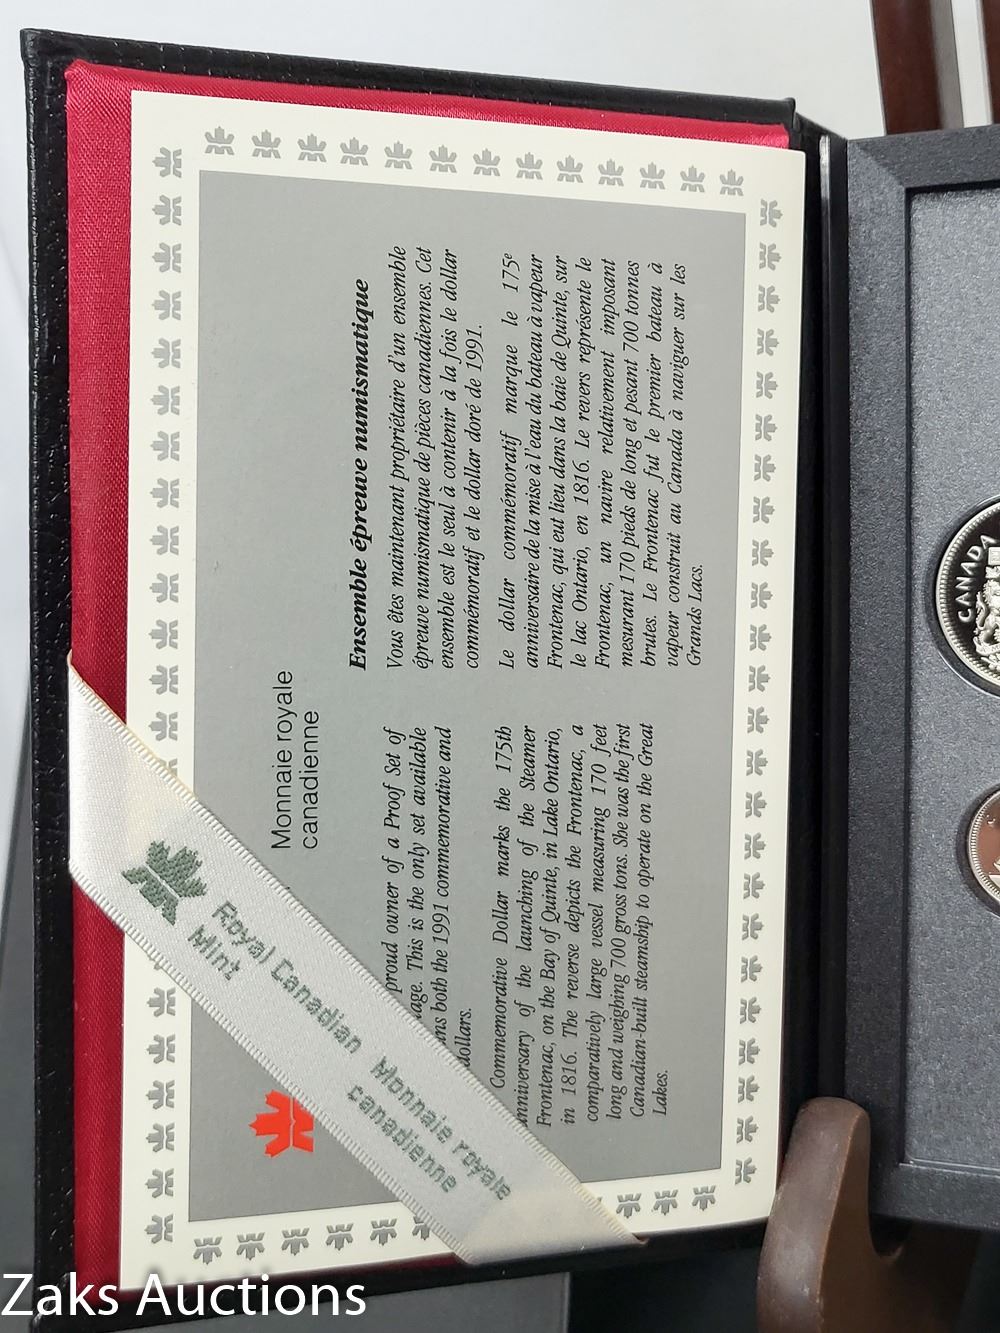 Monnaie royale
canadienne
proud owner of a Proof Set of
This is the only set available
both the 1991 commemorative and
dollars.
Commemorative Dollar marks the 175th
anniversary of the launching of the Steamer
Frontenac, on the Bay of Quinte, in Lake Ontario,
in 1816. The reverse depicts the Frontenac, a
comparatively large vessel measuring 170 feet
long and weighing 700 gross tons. She was the first
Canadian-built steamship to operate on the Great
Lakes.
Ensemble épreuve numismatique
Vous êtes maintenant propriétaire d'un ensemble
épreuve numismatique de pièces canadiennes. Cet
ensemble est le seul à contenir à la fois le dollar
commémoratif et le dollar doré de 1991.
Le dollar commémoratif marque le 175e
anniversaire de la mise à l'eau du bateau à vapeur
Frontenac, qui eut lieu dans la baie de Quinte, sur
le lac Ontario, en 1816. Le revers représente le
Frontenac, un navire relativement imposant
mesurant 170 pieds de long et pesant 700 tonnes
brutes. Le Frontenac fut le premier bateau à
vapeur construit au Canada à naviguer sur les
Grands Lacs.
Royal Canadian
Mint
Monnaie royale
canadienne
CANADA
Zaks Auctions